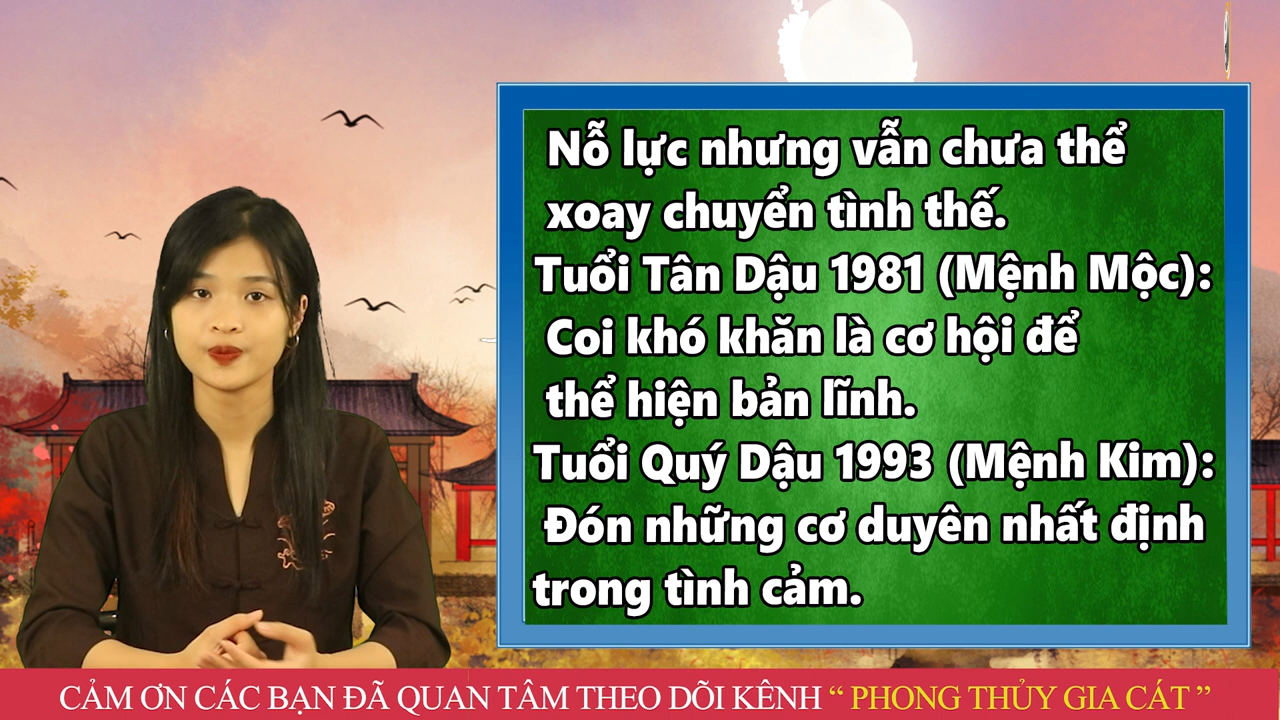 Nỗ lực nhưng vẫn chưa thể
xoay chuyển tình thế.
Tuổi Tân Dậu 1981 (Mệnh Mộc):
Coi khó khăn là cơ hội để
thể hiện bản lĩnh.
Tuổi Quý Dậu 1993 (Mệnh Kim):
Đón những cơ duyên nhất định
trong tình cảm.
CẢM ƠN CÁC BẠN ĐÃ QUAN TÂM THEO DÕI KÊNH “ PHONG THỦY GIA CÁT ”